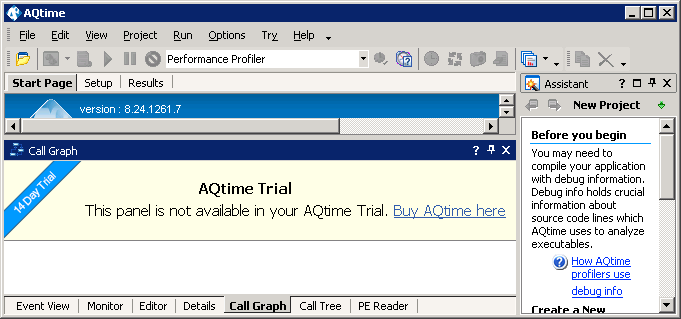 AQtime
File Edit View Project Run Options Try Help
Performance Profiler
Start Page Setup Results
version : 8.24.1261.7
Call Graph
14 Day Trial
AQtime Trial
This panel is not available in your AQtime Trial. Buy AQtime here
Event View Monitor Editor Details Call Graph Call Tree PE Reader
Assistant
New Project
Before you begin
You may need to
compile your application
with debug information.
Debug info holds crucial
information about
source code lines which
AQtime uses to analyze
executables.
How AQtime
profilers use
debug info
Create a New